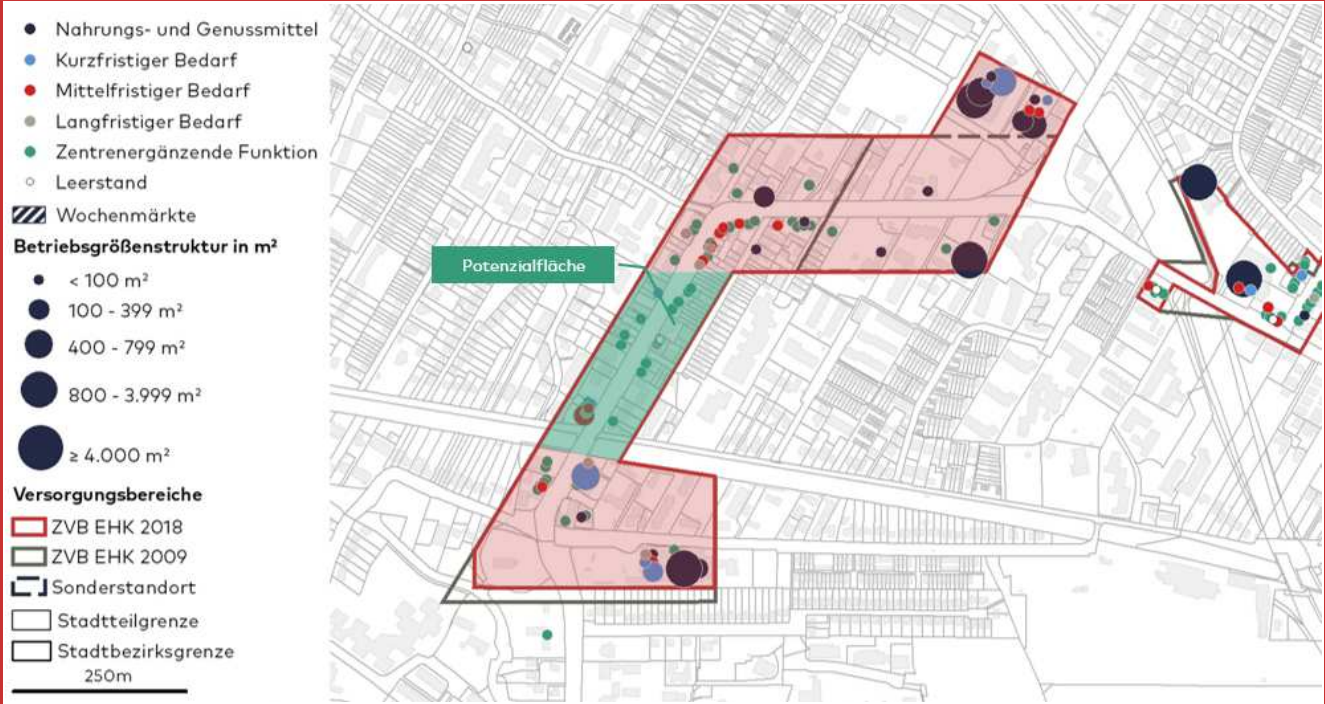 Nahrungs- und Genussmittel
Kurzfristiger Bedarf
Mittelfristiger Bedarf
Langfristiger Bedarf
Zentrenergänzende Funktion
Leerstand
Wochenmärkte
Betriebsgrößenstruktur in m²
< 100 m²
100 - 399 m²
400 - 799 m²
800 - 3.999 m²
≥ 4.000 m²
Versorgungsbereiche
ZVB EHK 2018
ZVB EHK 2009
Sonderstandort
Stadtteilgrenze
Stadtbezirksgrenze
250m
Potenzialfläche